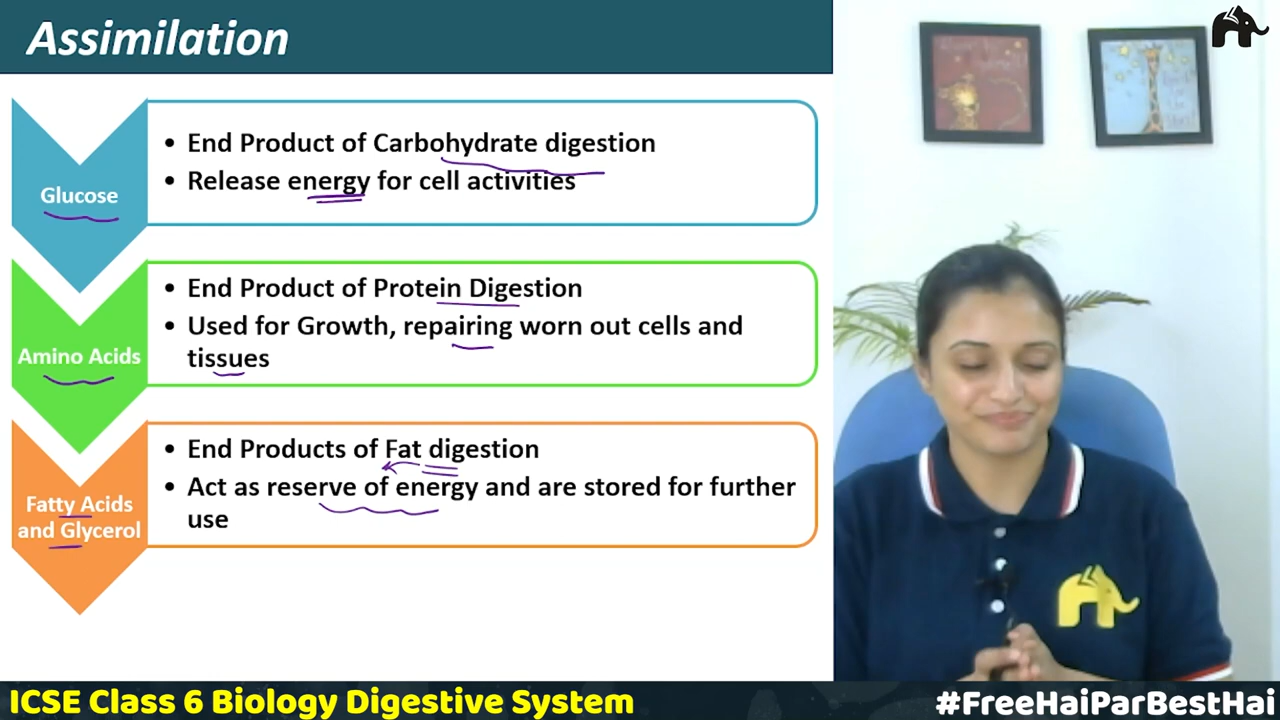 Assimilation
Glucose
• End Product of Carbohydrate digestion
• Release energy for cell activities
Amino Acids
• End Product of Protein Digestion
• Used for Growth, repairing worn out cells and
tissues
Fatty Acids
and Glycerol
• End Products of Fat digestion
• Act as reserve of energy and are stored for further
use
ICSE Class 6 Biology Digestive System
#FreeHaiParBestHai